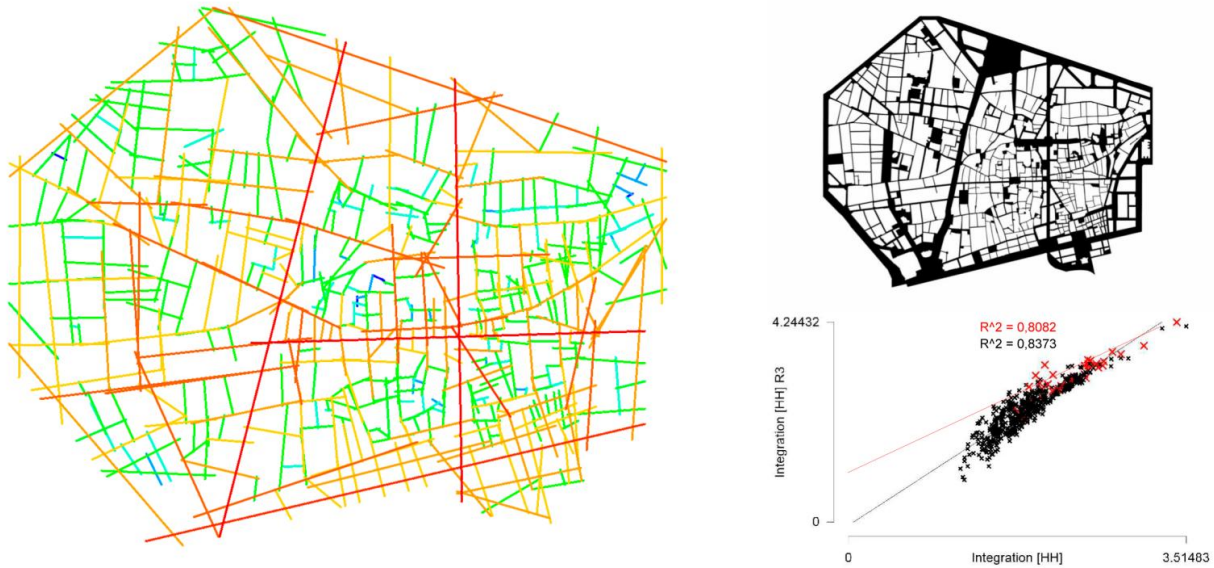 4.24432
R^2 = 0,8082
R^2 = 0,8373
Integration [HH] R3
0
0
Integration [HH]
3.51483